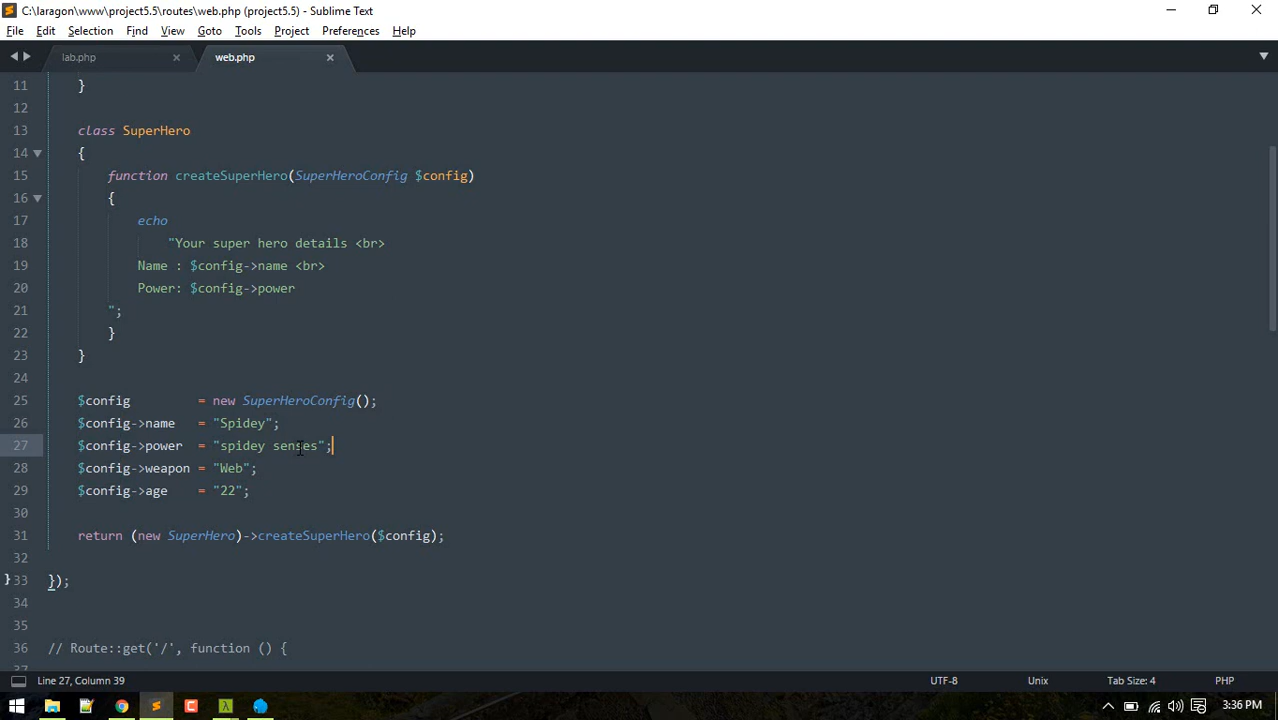 C:\laragon\www\project5.5\routes\web.php (project5.5) - Sublime Text
File Edit Selection Find View Goto Tools Project Preferences Help
lab.php web.php
11 }
12
13 class SuperHero
14 {
15 function createSuperHero(SuperHeroConfig $config)
16 {
17 echo
18 "Your super hero details <br>
19 Name : $config->name <br>
20 Power: $config->power
21 ";
22 }
23 }
24
25 $config = new SuperHeroConfig();
26 $config->name = "Spidey";
27 $config->power = "spidey senses";
28 $config->weapon = "Web";
29 $config->age = "22";
30
31 return (new SuperHero)->createSuperHero($config);
32
} 33 });
34
35
36 // Route::get('/', function () {
Line 27, Column 39 UTF-8 Unix Tab Size: 4 PHP
3:36 PM